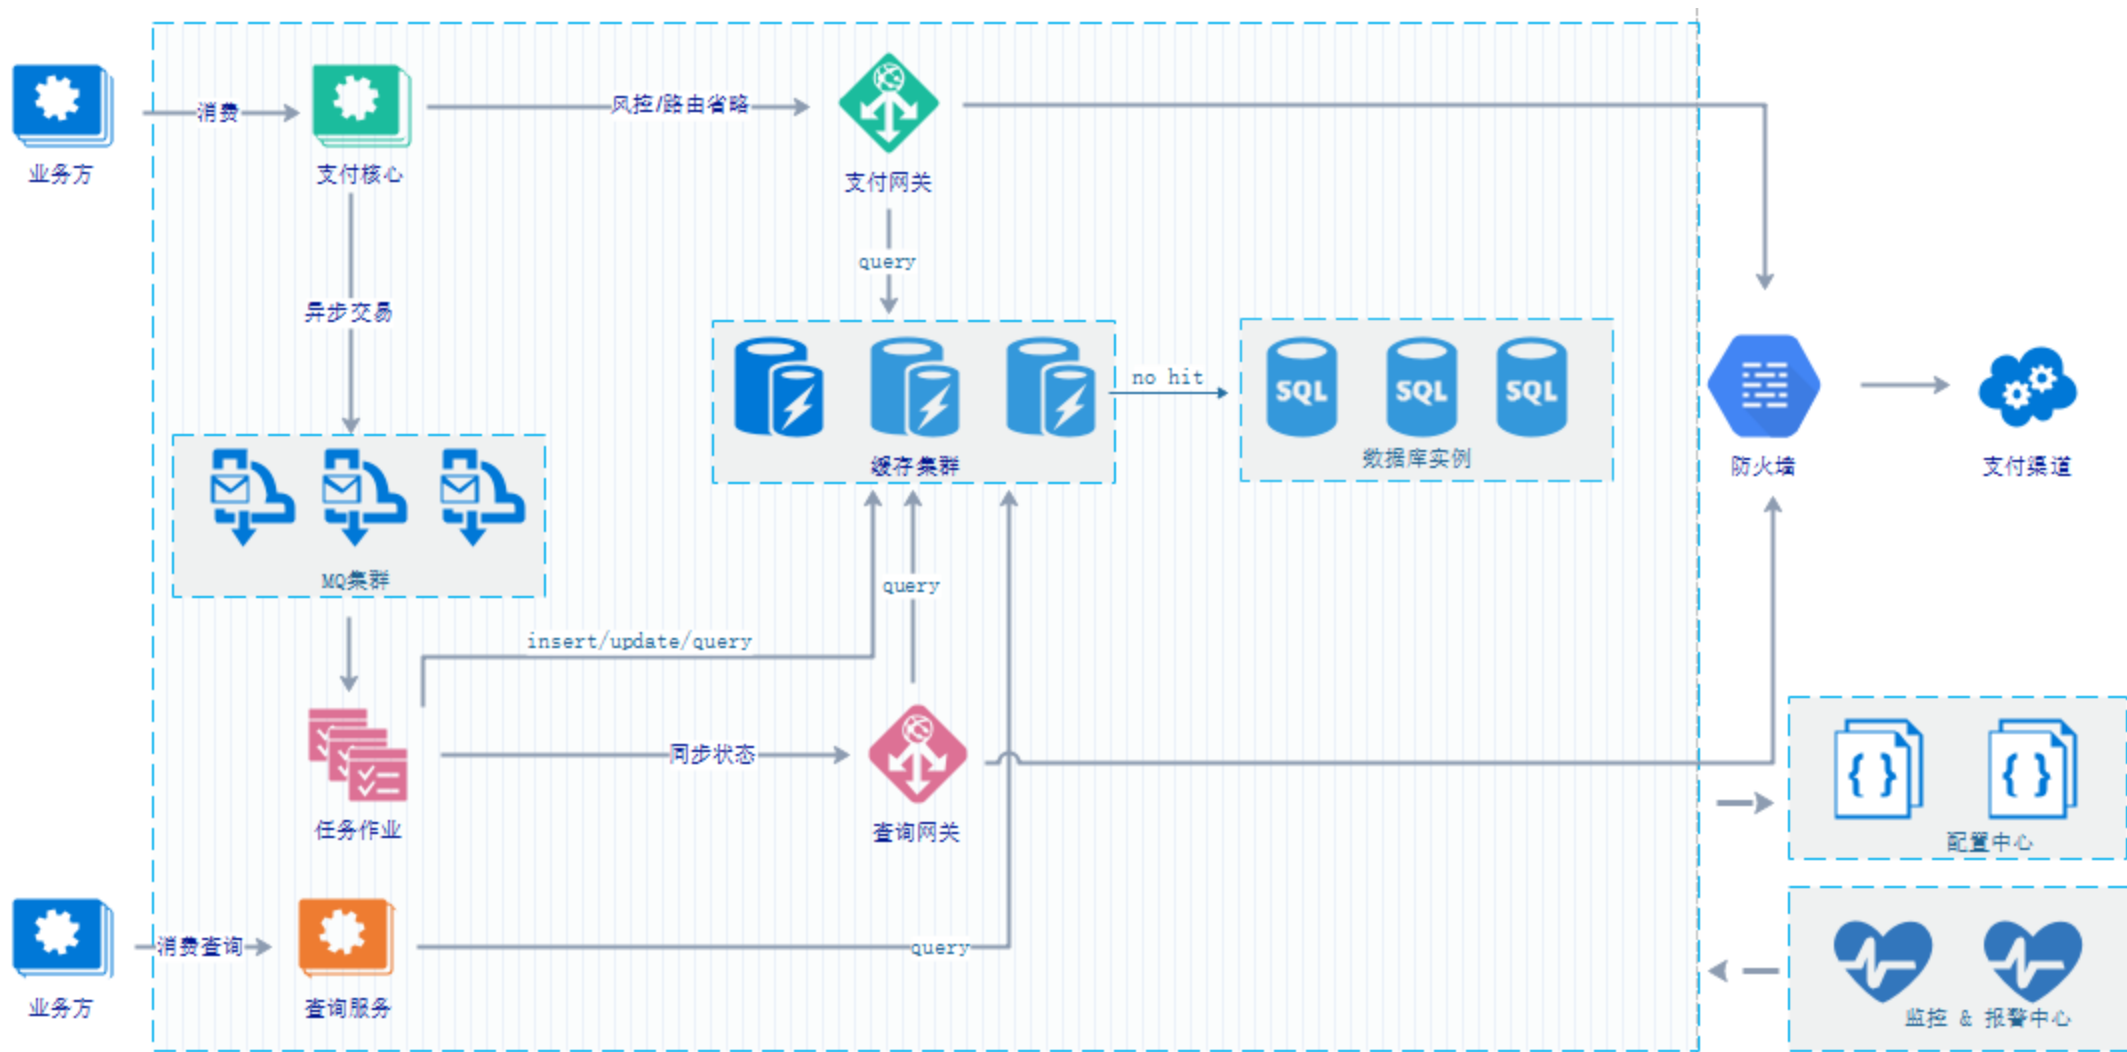 消费
业务方
支付核心
风控/路由省略
支付网关
query
异步交易
no hit
SQL
SQL
SQL
缓存集群
数据库实例
防火墙
支付渠道
MQ集群
query
insert/update/query
同步状态
任务作业
查询网关
{ }
{ }
配置中心
消费查询
query
业务方
查询服务
监控 & 报警中心